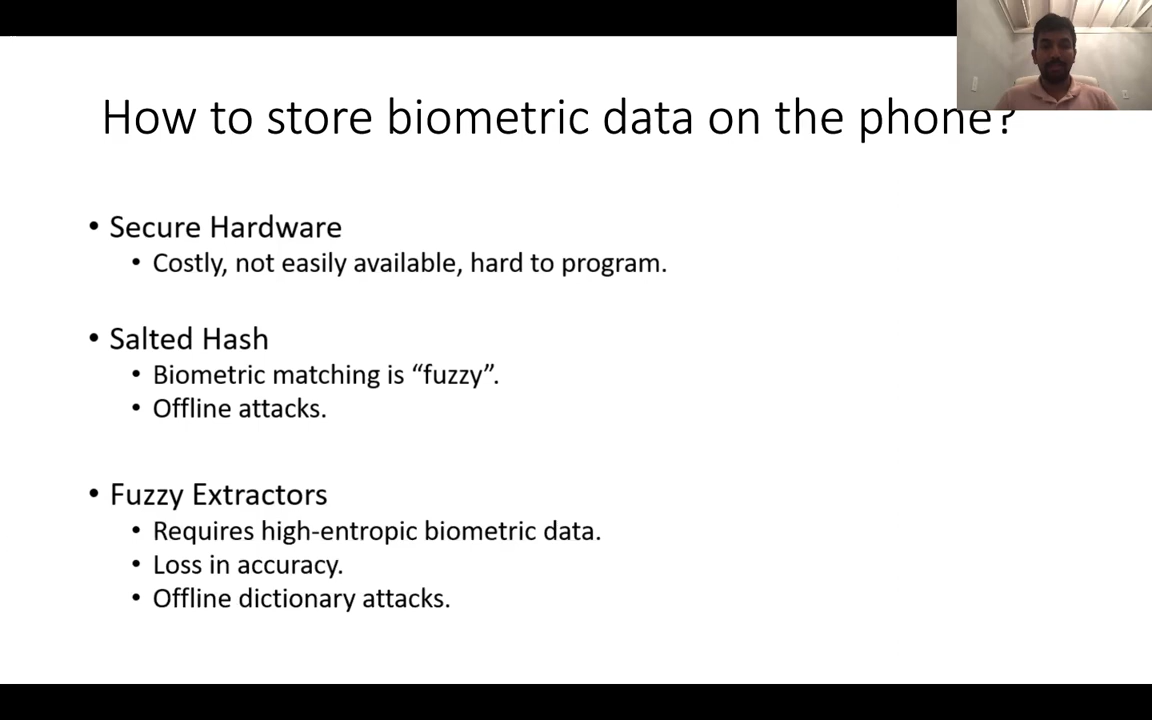 How to store biometric data on the phone?
• Secure Hardware
• Costly, not easily available, hard to program.
• Salted Hash
• Biometric matching is “fuzzy”.
• Offline attacks.
• Fuzzy Extractors
• Requires high-entropic biometric data.
• Loss in accuracy.
• Offline dictionary attacks.